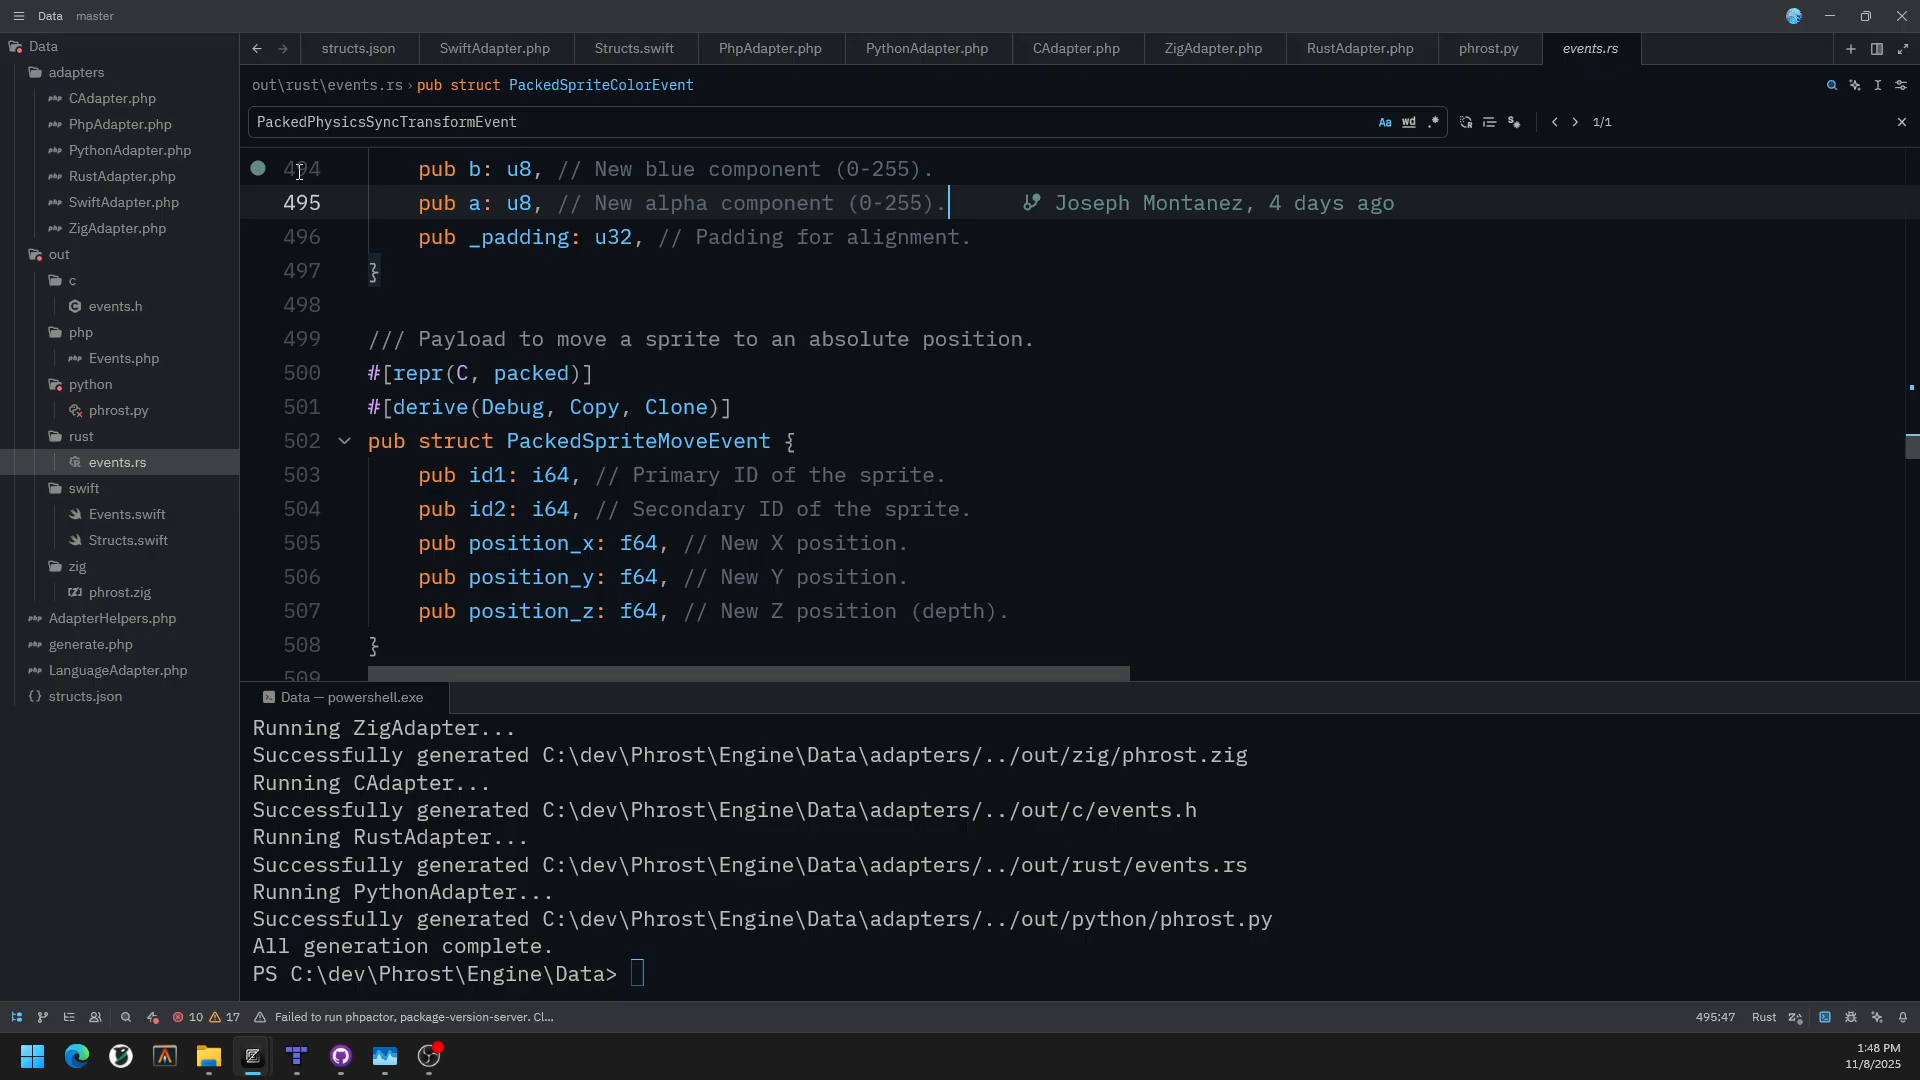 Data master
structs.json SwiftAdapter.php Structs.swift PhpAdapter.php PythonAdapter.php CAdapter.php ZigAdapter.php RustAdapter.php phrost.py events.rs
out\rust\events.rs › pub struct PackedSpriteColorEvent
PackedPhysicsSyncTransformEvent Aa wd .* 1/1
Data
adapters
CAdapter.php
PhpAdapter.php
PythonAdapter.php
RustAdapter.php
SwiftAdapter.php
ZigAdapter.php
out
c
events.h
php
Events.php
python
phrost.py
rust
events.rs
swift
Events.swift
Structs.swift
zig
phrost.zig
AdapterHelpers.php
generate.php
LanguageAdapter.php
structs.json
494 pub b: u8, // New blue component (0-255).
495 pub a: u8, // New alpha component (0-255). Joseph Montanez, 4 days ago
496 pub _padding: u32, // Padding for alignment.
497 }
498
499 /// Payload to move a sprite to an absolute position.
500 #[repr(C, packed)]
501 #[derive(Debug, Copy, Clone)]
502 pub struct PackedSpriteMoveEvent {
503 pub id1: i64, // Primary ID of the sprite.
504 pub id2: i64, // Secondary ID of the sprite.
505 pub position_x: f64, // New X position.
506 pub position_y: f64, // New Y position.
507 pub position_z: f64, // New Z position (depth).
508 }
509
Data — powershell.exe
Running ZigAdapter...
Successfully generated C:\dev\Phrost\Engine\Data\adapters/../out/zig/phrost.zig
Running CAdapter...
Successfully generated C:\dev\Phrost\Engine\Data\adapters/../out/c/events.h
Running RustAdapter...
Successfully generated C:\dev\Phrost\Engine\Data\adapters/../out/rust/events.rs
Running PythonAdapter...
Successfully generated C:\dev\Phrost\Engine\Data\adapters/../out/python/phrost.py
All generation complete.
PS C:\dev\Phrost\Engine\Data>
10 17 Failed to run phpactor, package-version-server. Cl... 495:47 Rust
1:48 PM
11/8/2025